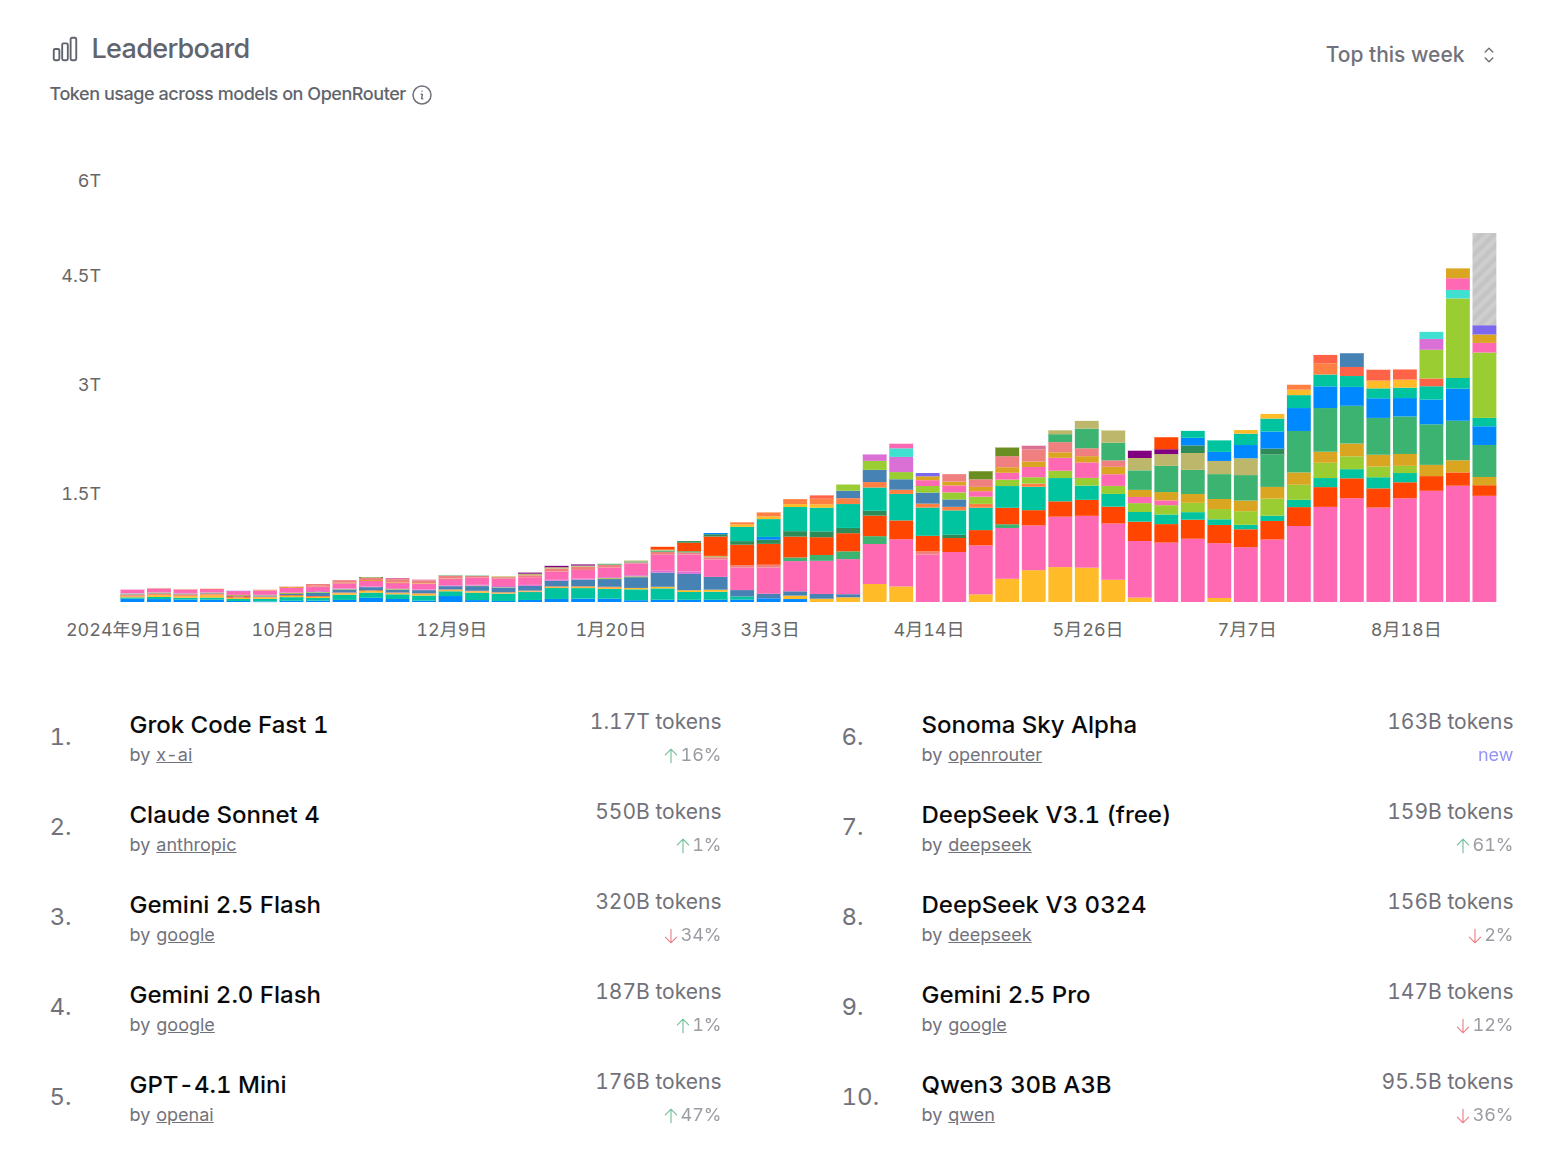 Leaderboard
Top this week
Token usage across models on OpenRouter
6T
4.5T
3T
1.5T
2024年9月16日
10月28日
12月9日
1月20日
3月3日
4月14日
5月26日
7月7日
8月18日
1.
Grok Code Fast 1
1.17T tokens
by x-ai
↑16%
2.
Claude Sonnet 4
550B tokens
by anthropic
↑1%
3.
Gemini 2.5 Flash
320B tokens
by google
↓34%
4.
Gemini 2.0 Flash
187B tokens
by google
↑1%
5.
GPT-4.1 Mini
176B tokens
by openai
↑47%
6.
Sonoma Sky Alpha
163B tokens
by openrouter
new
7.
DeepSeek V3.1 (free)
159B tokens
by deepseek
↑61%
8.
DeepSeek V3 0324
156B tokens
by deepseek
↓2%
9.
Gemini 2.5 Pro
147B tokens
by google
↓12%
10.
Qwen3 30B A3B
95.5B tokens
by qwen
↓36%